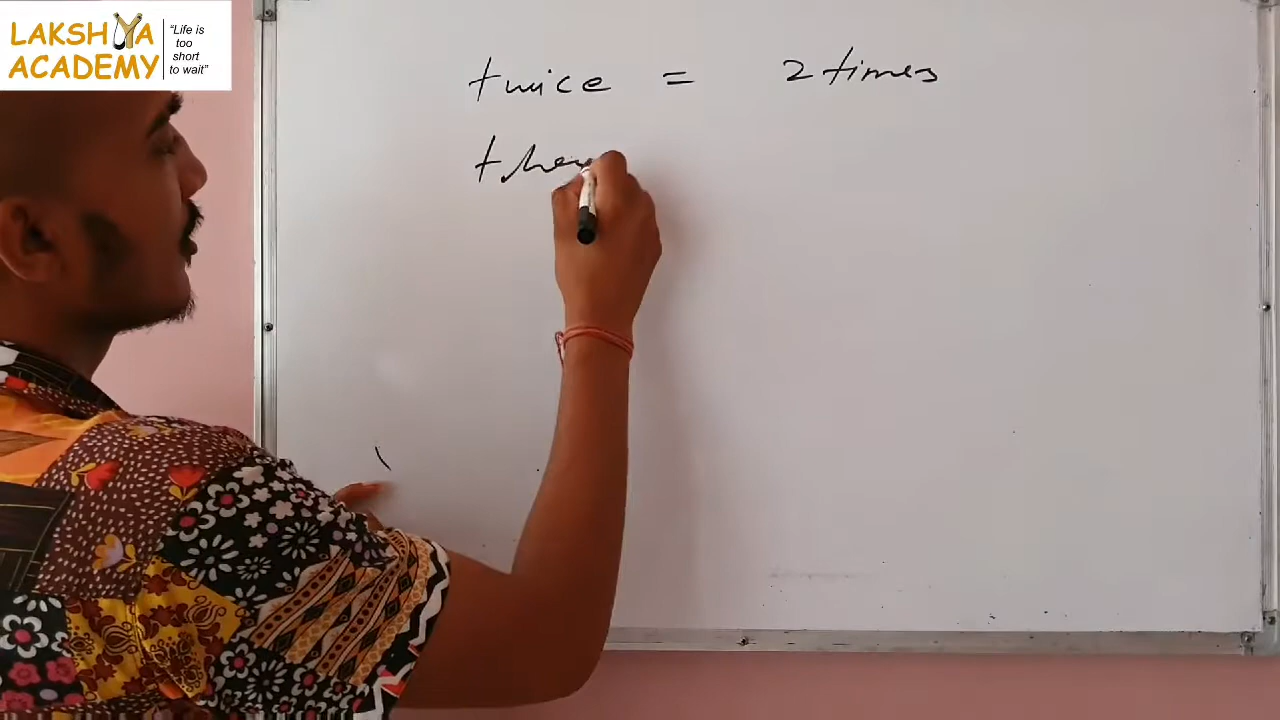 LAKSHYA
ACADEMY
"Life is
too
short
to wait"
twice = 2 times